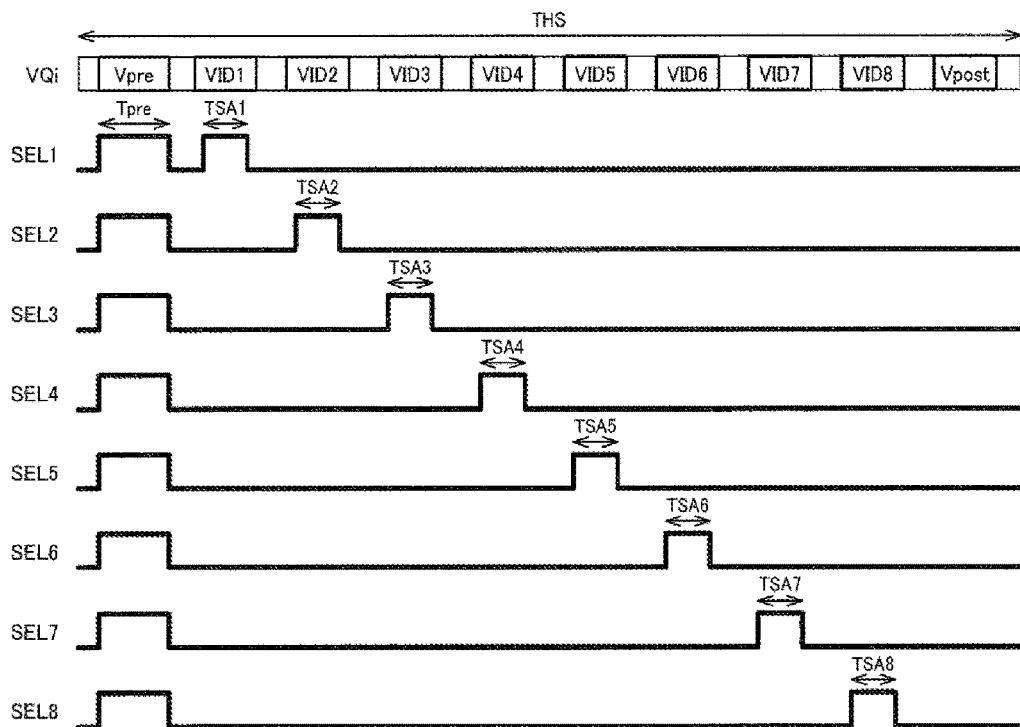 THS
VQi Vpre VID1 VID2 VID3 VID4 VID5 VID6 VID7 VID8 Vpost
Tpre TSA1
SEL1
TSA2
SEL2
TSA3
SEL3
TSA4
SEL4
TSA5
SEL5
TSA6
SEL6
TSA7
SEL7
TSA8
SEL8